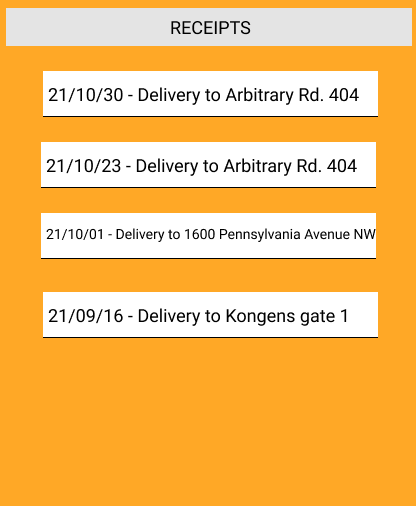 RECEIPTS
21/10/30 - Delivery to Arbitrary Rd. 404
21/10/23 - Delivery to Arbitrary Rd. 404
21/10/01 - Delivery to 1600 Pennsylvania Avenue NW
21/09/16 - Delivery to Kongens gate 1